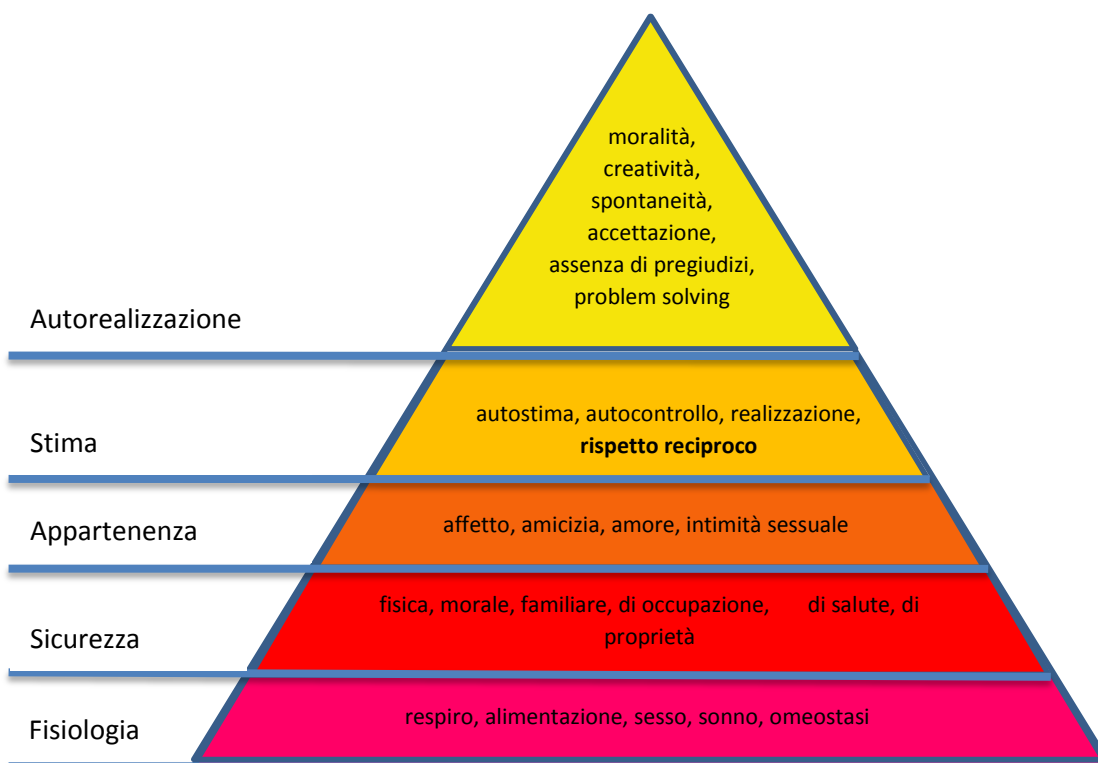 moralità,
creatività,
spontaneità,
accettazione,
assenza di pregiudizi,
problem solving
Autorealizzazione
autostima, autocontrollo, realizzazione,
rispetto reciproco
Stima
affetto, amicizia, amore, intimità sessuale
Appartenenza
fisica, morale, familiare, di occupazione, di salute, di
proprietà
Sicurezza
respiro, alimentazione, sesso, sonno, omeostasi
Fisiologia